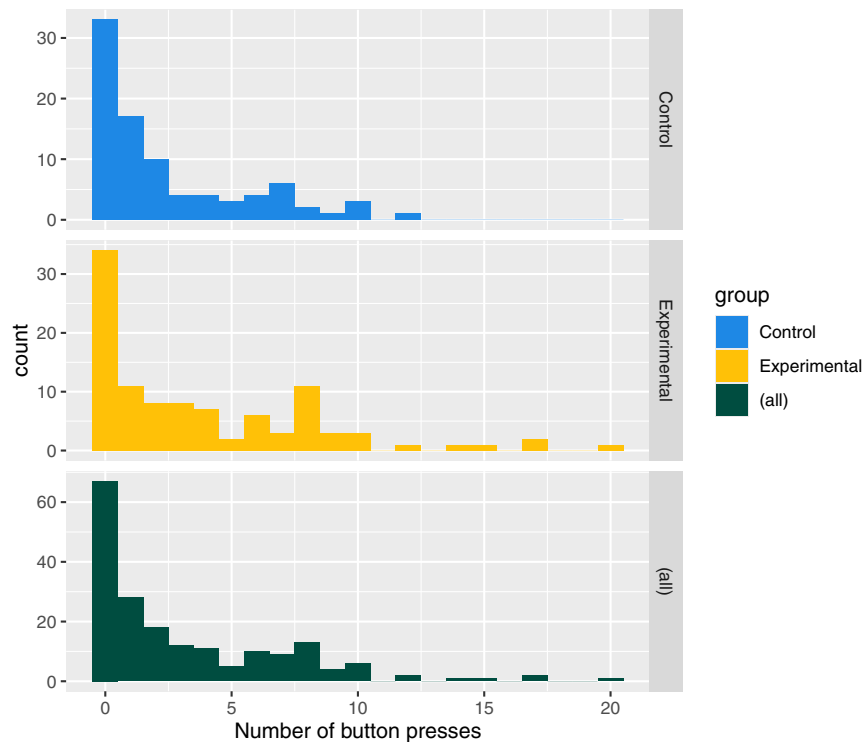 30
20
10
0
Control
30
20
10
0
Experimental
60
40
20
0
(all)
0 5 10 15 20
Number of button presses
count
group
Control
Experimental
(all)